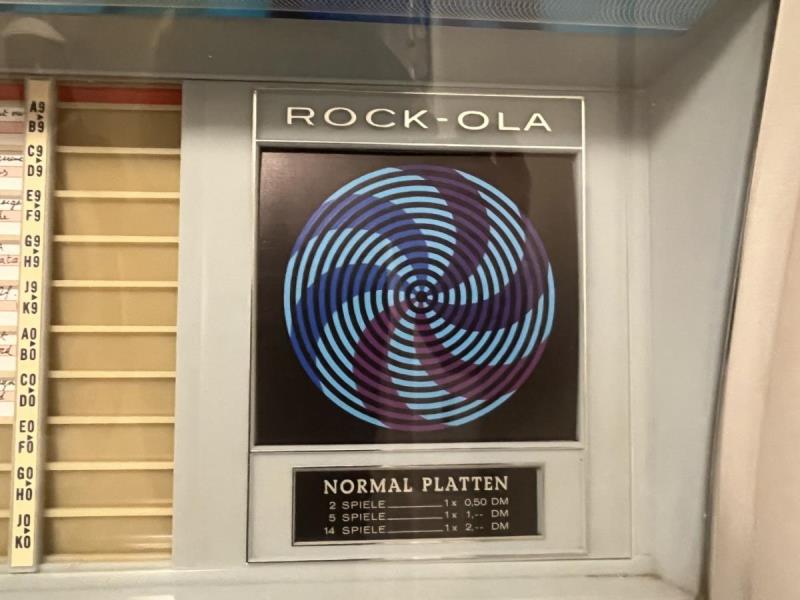 A9
B9
C9
D9
E9
F9
G9
H9
J9
K9
A0
B0
C0
D0
E0
F0
G0
H0
J0
K0
ROCK-OLA
NORMAL PLATTEN
2 SPIELE 1x 0,50 DM
5 SPIELE 1x 1,-- DM
14 SPIELE 1x 2,-- DM